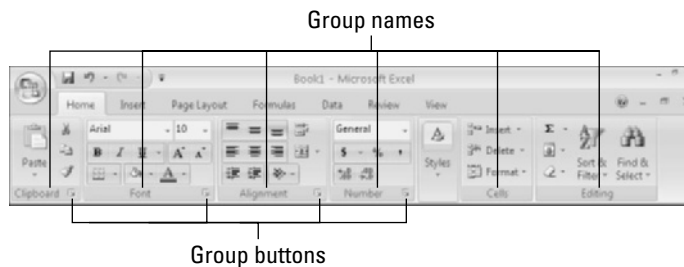 Group names
Book1 - Microsoft Excel
Home Insert Page Layout Formulas Data Review View
Arial 10 General Insert Σ
Paste B I U A A $ % , Styles Delete Sort & Find &
A Format Filter Select
Clipboard Font Alignment Number Cells Editing
Group buttons